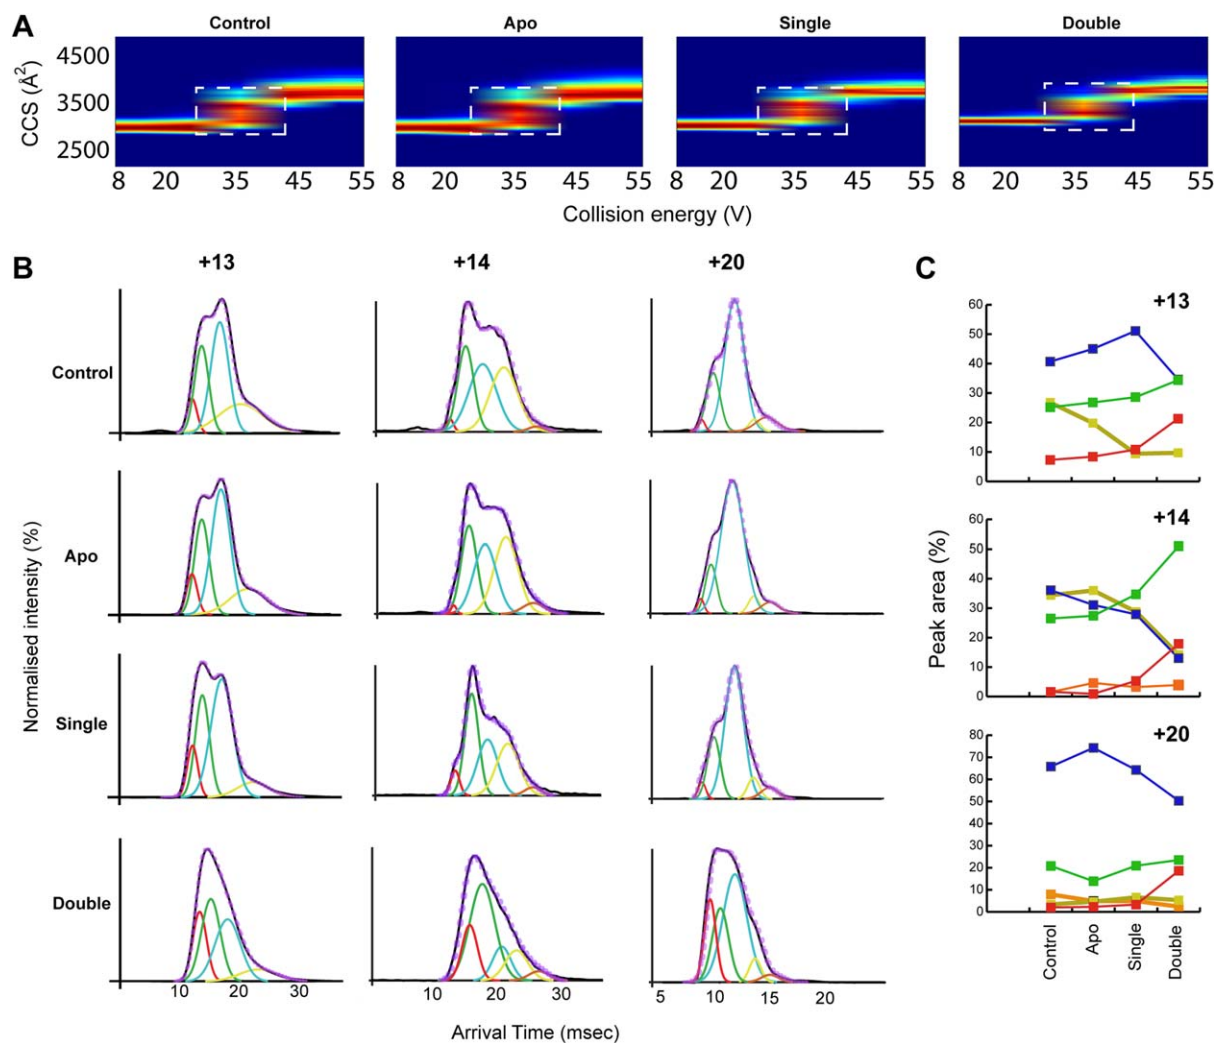 A
Control Apo Single Double
CCS (Å2)
4500
3500
2500
8 20 35 45 55 8 20 35 45 55 8 20 35 45 55 8 20 35 45 55
Collision energy (V)
B
+13 +14 +20
Normalised intensity (%)
Control
Apo
Single
Double
10 20 30 10 20 30 5 10 15 20
Arrival Time (msec)
C
Peak area (%)
+13
60
50
40
30
20
10
0
+14
60
50
40
30
20
10
0
+20
80
70
60
50
40
30
20
10
0
Control Apo Single Double